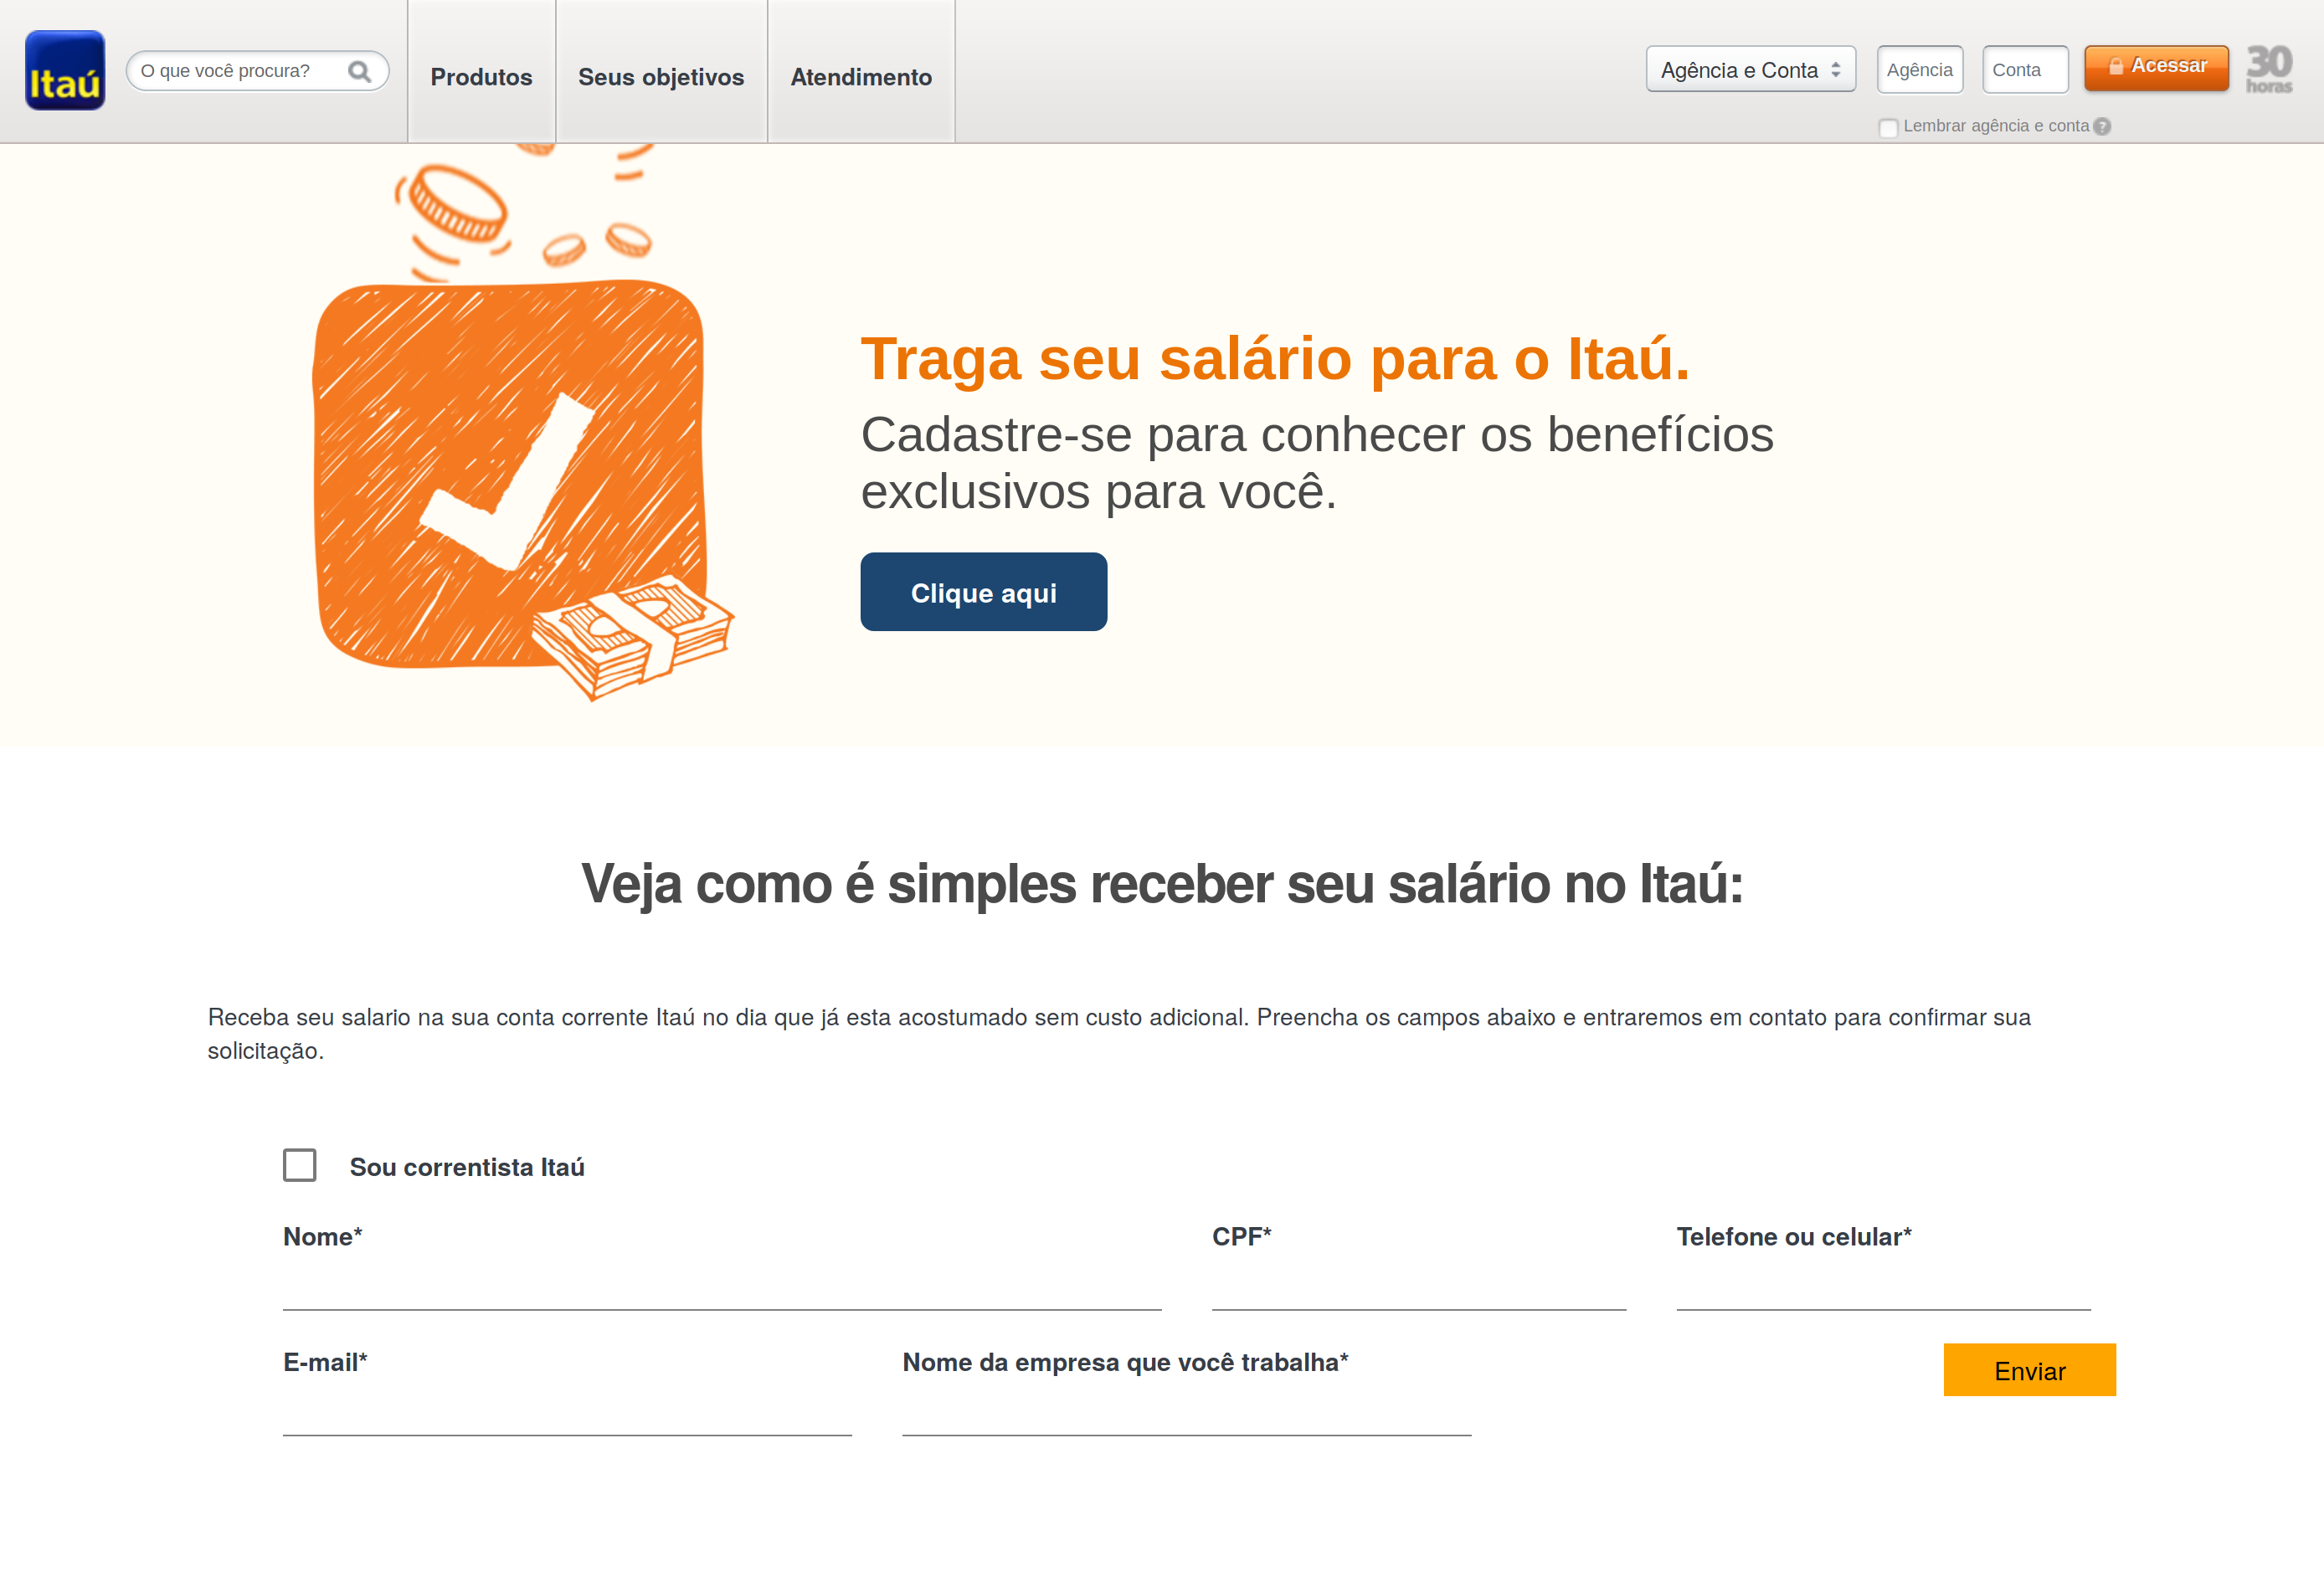 Itaú
O que você procura?
Produtos
Seus objetivos
Atendimento
Agência e Conta
Agência
Conta
Acessar
30
horas
Lembrar agência e conta ?
Traga seu salário para o Itaú.
Cadastre-se para conhecer os benefícios
exclusivos para você.
Clique aqui
Veja como é simples receber seu salário no Itaú:
Receba seu salario na sua conta corrente Itaú no dia que já esta acostumado sem custo adicional. Preencha os campos abaixo e entraremos em contato para confirmar sua
solicitação.
Sou correntista Itaú
Nome*
CPF*
Telefone ou celular*
E-mail*
Nome da empresa que você trabalha*
Enviar